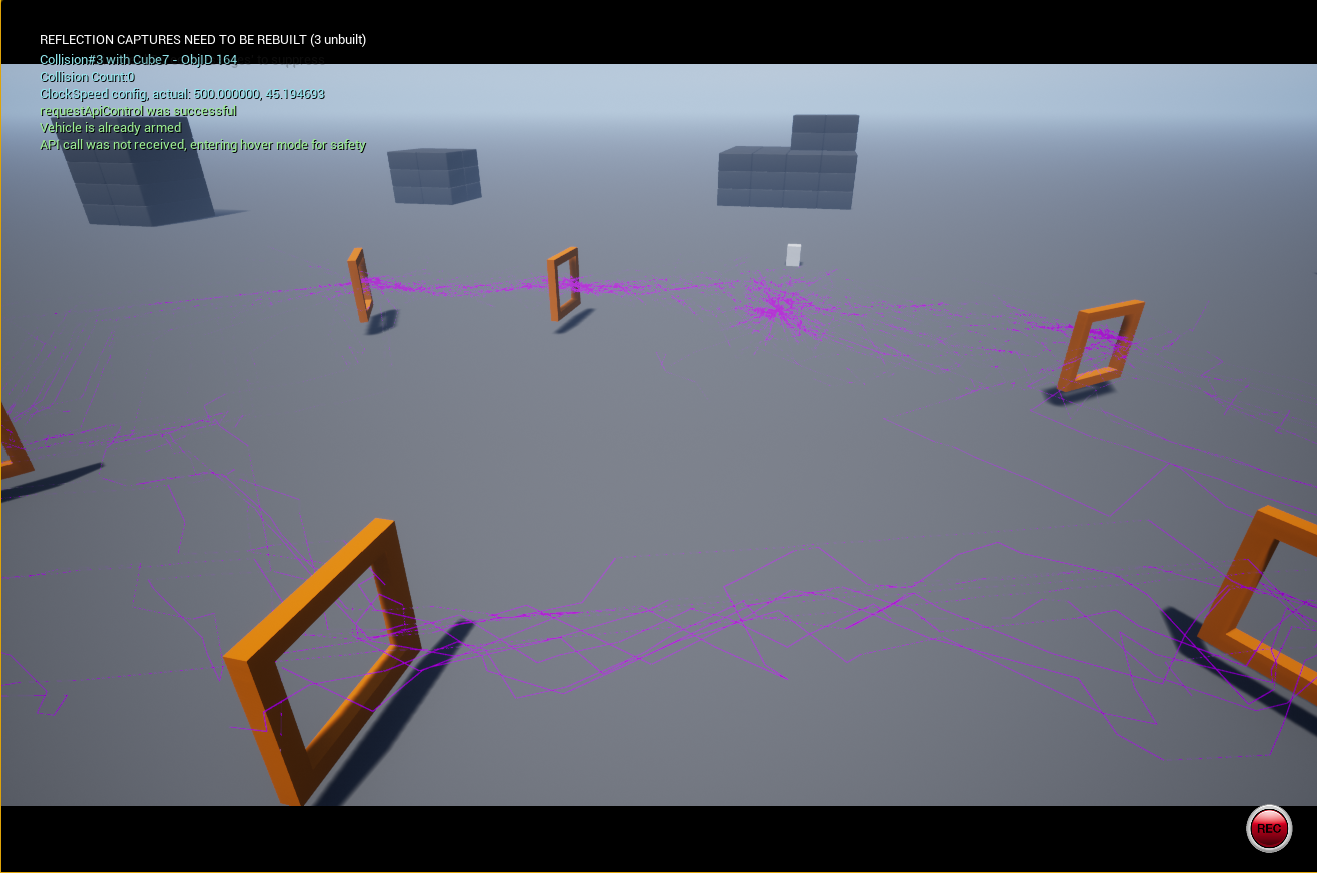 REFLECTION CAPTURES NEED TO BE REBUILT (3 unbuilt)
Collision#3 with Cube7 - ObjID 164 to suppress
Collision Count:0
ClockSpeed config, actual: 500.000000, 45.194693
requestApiControl was successful
Vehicle is already armed
API call was not received, entering hover mode for safety
REC